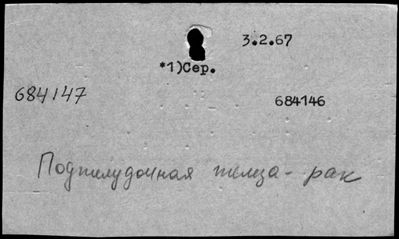 3.2.67
*1)Сер.
684147
684146
Поджелудочная железа - рак